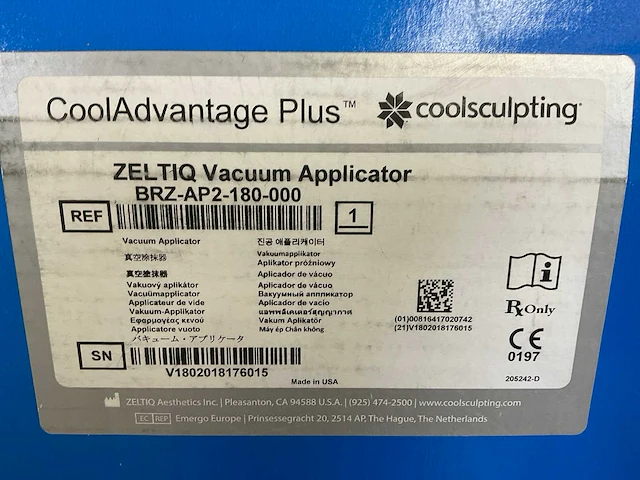 CoolAdvantage Plus™ coolsculpting®
ZELTIQ Vacuum Applicator
BRZ-AP2-180-000
REF
1
Vacuum Applicator
真空涂抹器
真空塗抹器
Vakuový aplikátor
Vacuümapplicator
Applicateur de vide
Vakuum-Applikator
Εφαρμογέας κενού
Applicatore vuoto
バキューム・アプリケータ
진공 애플리케이터
Vakuumapplikator
Aplikator próżniowy
Aplicador de vácuo
Aplicador de vácuo
Вакуумный аппликатор
Aplicador de vacío
แอพพลิเคเตอร์สุญญากาศ
Vakum Aplikatör
Máy ép Chân không
(01)00816417020742
(21)V1802018176015
i
Rx Only
CE
0197
SN
V1802018176015
Made in USA
205242-D
ZELTIQ Aesthetics Inc. | Pleasanton, CA 94588 U.S.A. | (925) 474-2500 | www.coolsculpting.com
EC REP Emergo Europe | Prinsessegracht 20, 2514 AP, The Hague, The Netherlands